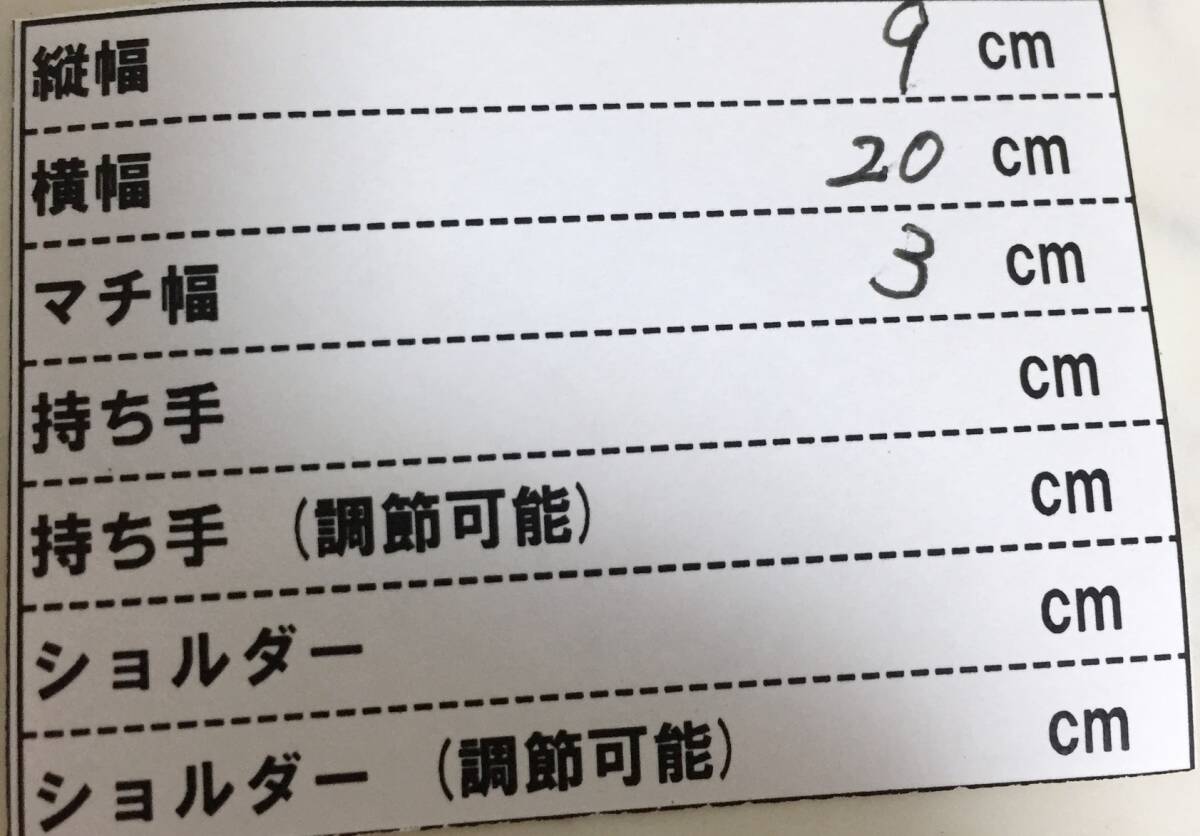 縦幅 9 cm
横幅 20 cm
マチ幅 3 cm
持ち手 cm
持ち手 (調節可能) cm
ショルダー cm
ショルダー (調節可能) cm